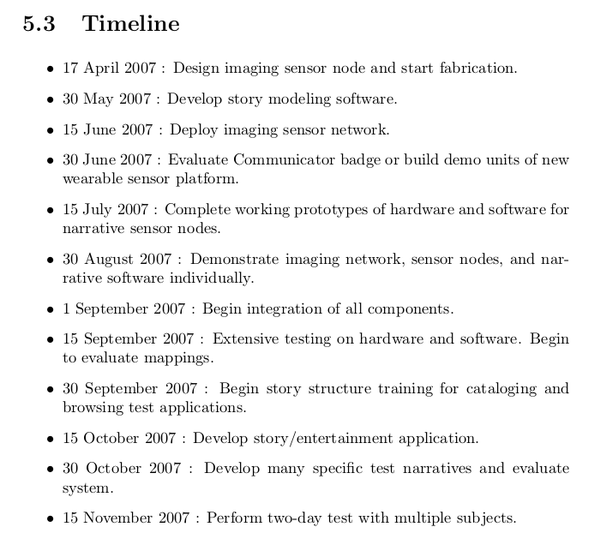 5.3 Timeline
• 17 April 2007 : Design imaging sensor node and start fabrication.
• 30 May 2007 : Develop story modeling software.
• 15 June 2007 : Deploy imaging sensor network.
• 30 June 2007 : Evaluate Communicator badge or build demo units of new
wearable sensor platform.
• 15 July 2007 : Complete working prototypes of hardware and software for
narrative sensor nodes.
• 30 August 2007 : Demonstrate imaging network, sensor nodes, and nar-
rative software individually.
• 1 September 2007 : Begin integration of all components.
• 15 September 2007 : Extensive testing on hardware and software. Begin
to evaluate mappings.
• 30 September 2007 : Begin story structure training for cataloging and
browsing test applications.
• 15 October 2007 : Develop story/entertainment application.
• 30 October 2007 : Develop many specific test narratives and evaluate
system.
• 15 November 2007 : Perform two-day test with multiple subjects.